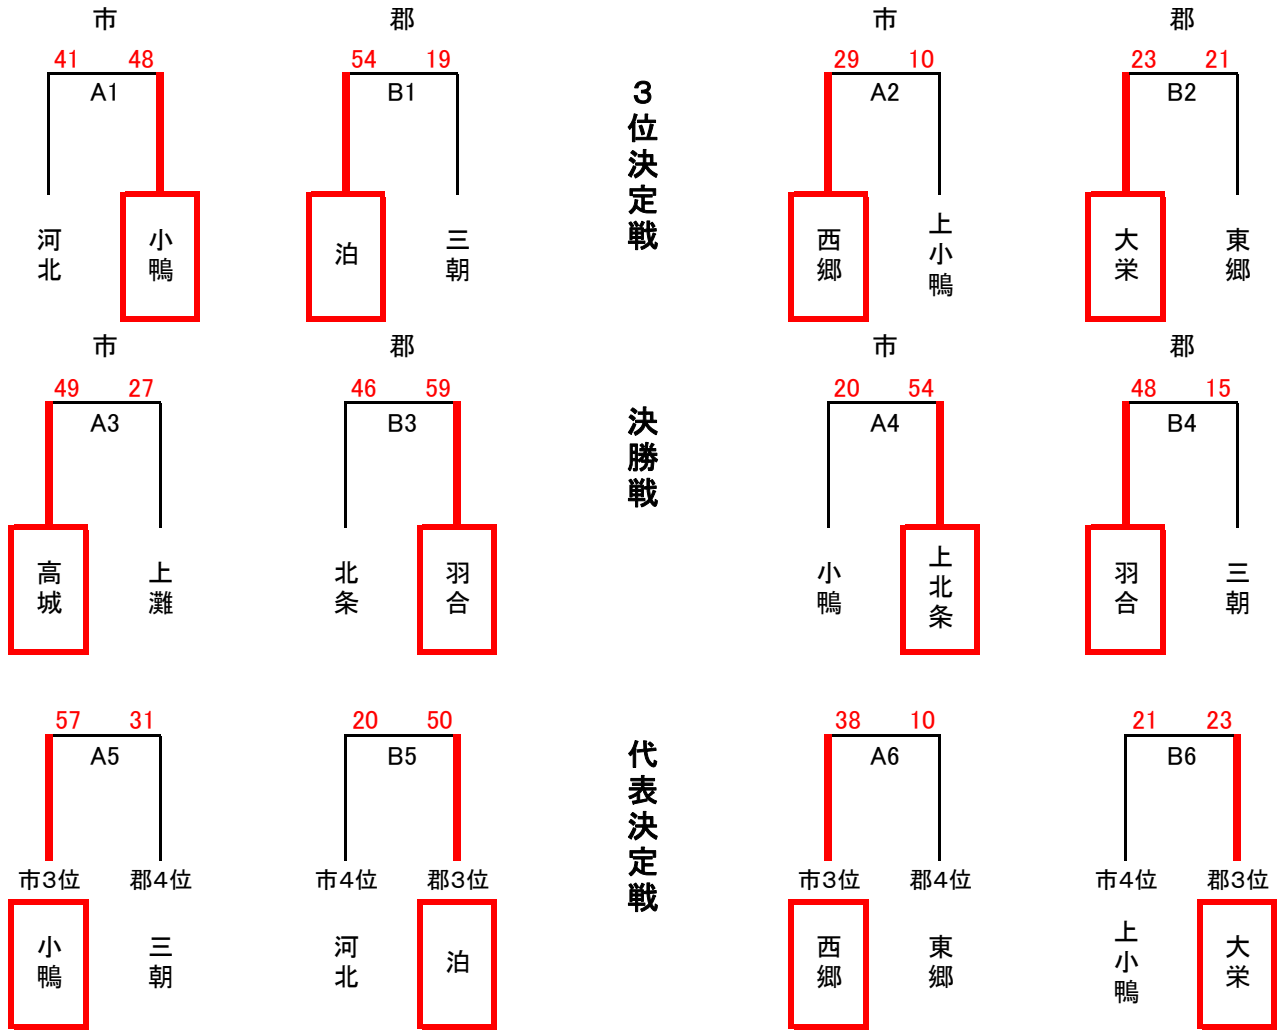 市 郡 市 郡
41 48 54 19 29 10 23 21
A1 B1 A2 B2
3位決定戦
河北 小鴨 泊 三朝 西郷 上小鴨 大栄 東郷
市 郡 市 郡
49 27 46 59 20 54 48 15
A3 B3 A4 B4
決勝戦
高城 上灘 北条 羽合 小鴨 上北条 羽合 三朝
57 31 20 50 38 10 21 23
A5 B5 A6 B6
代表決定戦
市3位 郡4位 市4位 郡3位 市3位 郡4位 市4位 郡3位
小鴨 三朝 河北 泊 西郷 東郷 上小鴨 大栄